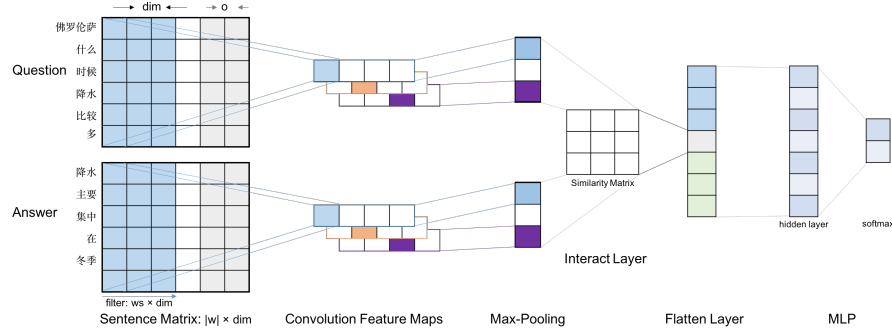 dim
o
佛罗伦萨
什么
时候
降水
比较
多
Question
降水
主要
集中
在
冬季
Answer
filter: ws × dim
Similarity Matrix
hidden layer
softmax
Interact Layer
Sentence Matrix: |w| × dim
Convolution Feature Maps
Max-Pooling
Flatten Layer
MLP